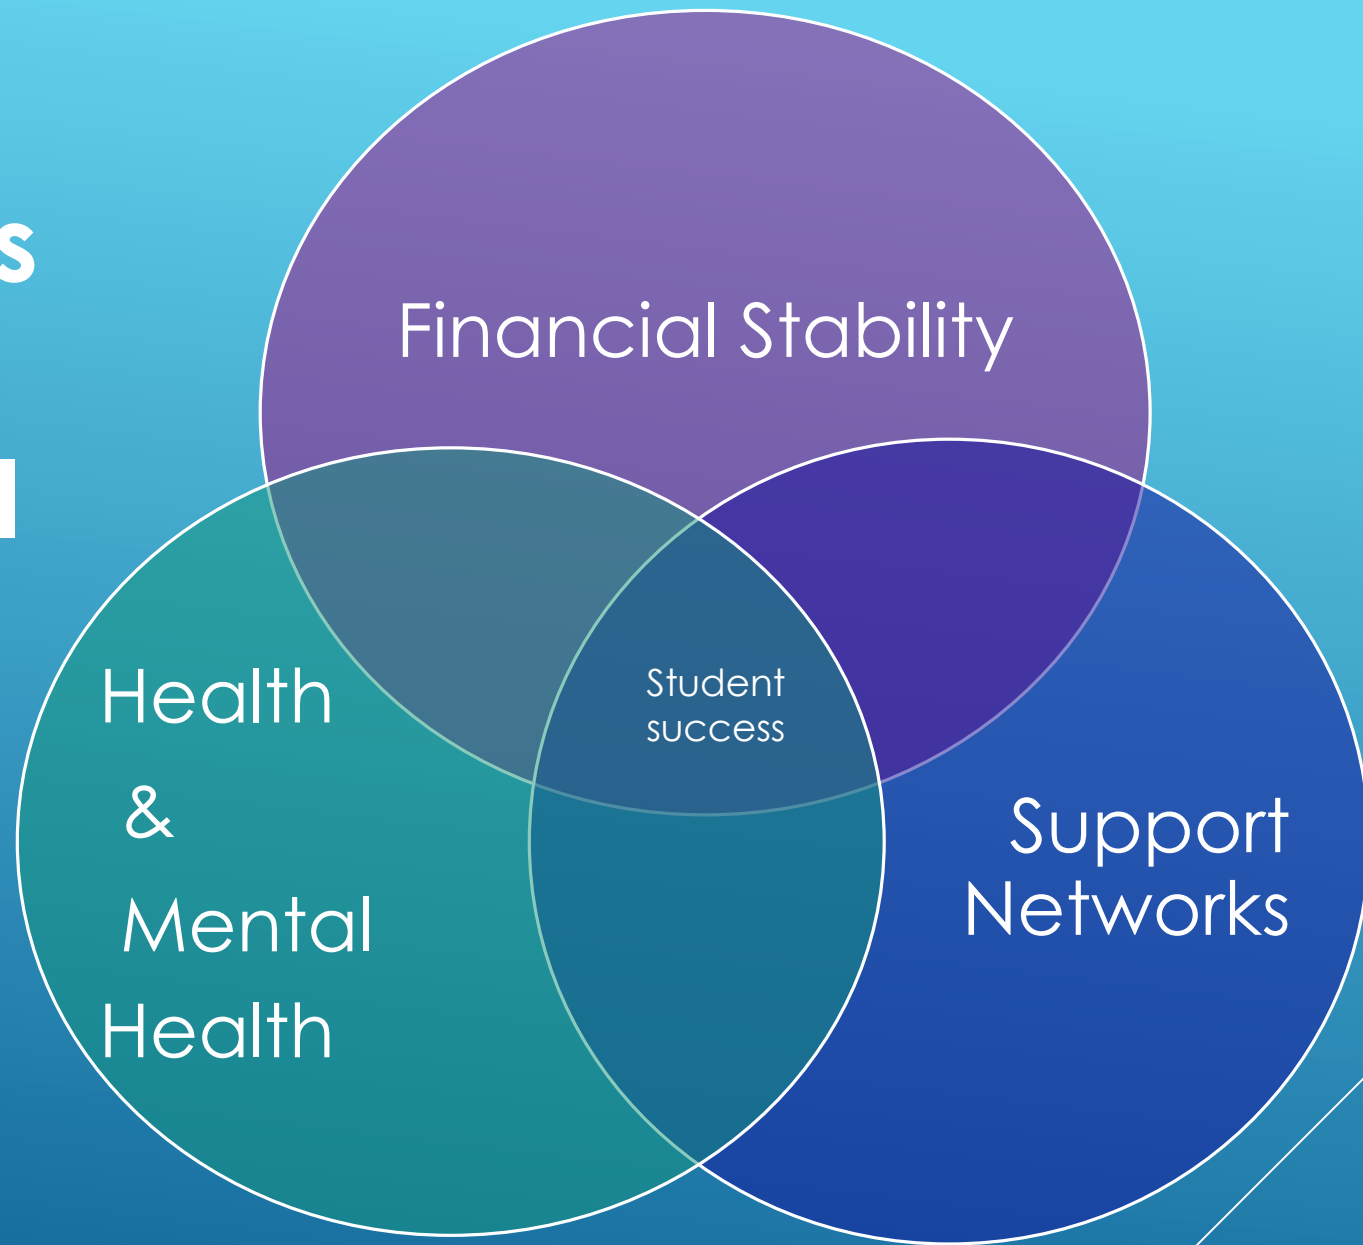 s
Financial Stability
Student
success
Health
&
Mental
Health
Support
Networks